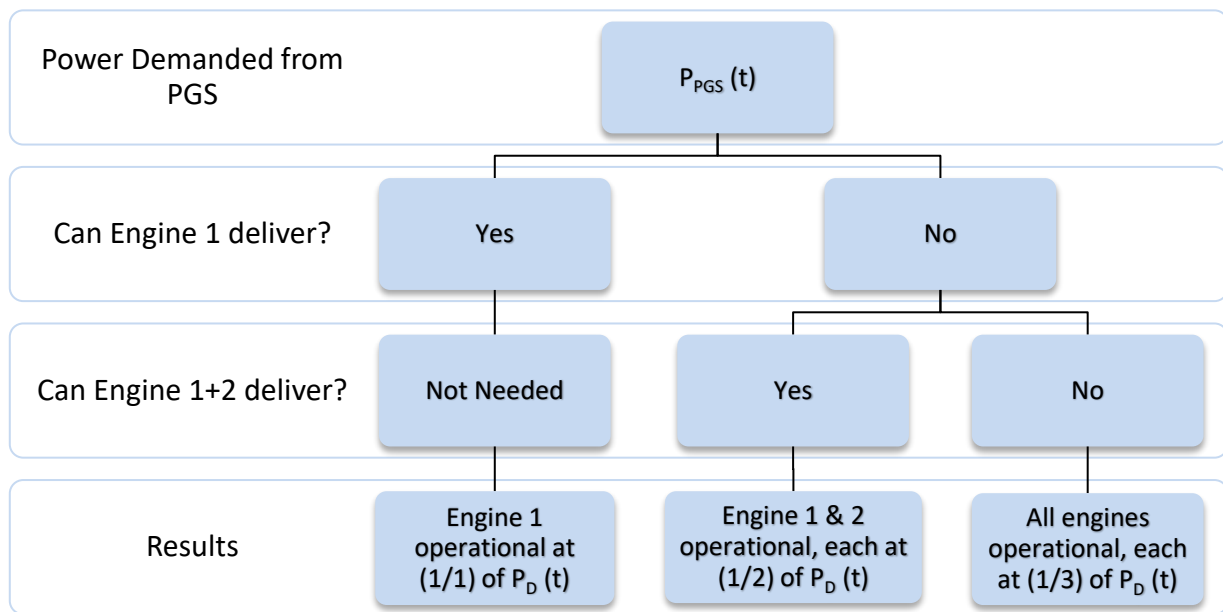 Power Demanded from
PGS
P_PGS (t)
Can Engine 1 deliver?
Yes
No
Can Engine 1+2 deliver?
Not Needed
Yes
No
Results
Engine 1
operational at
(1/1) of P_D (t)
Engine 1 & 2
operational, each at
(1/2) of P_D (t)
All engines
operational, each
at (1/3) of P_D (t)